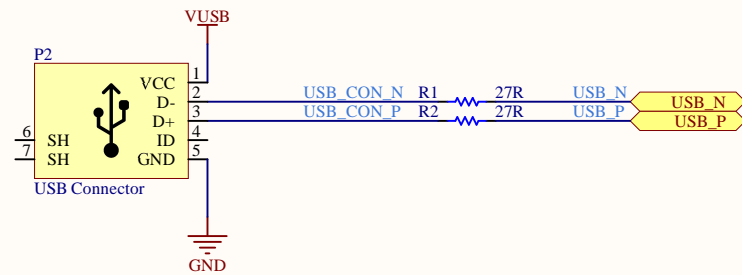 VUSB
P2
1
VCC
2
D-
USB_CON_N R1 27R USB_N USB_N
3
D+
USB_CON_P R2 27R USB_P USB_P
6 SH ID 4
7 SH GND 5
USB Connector
GND